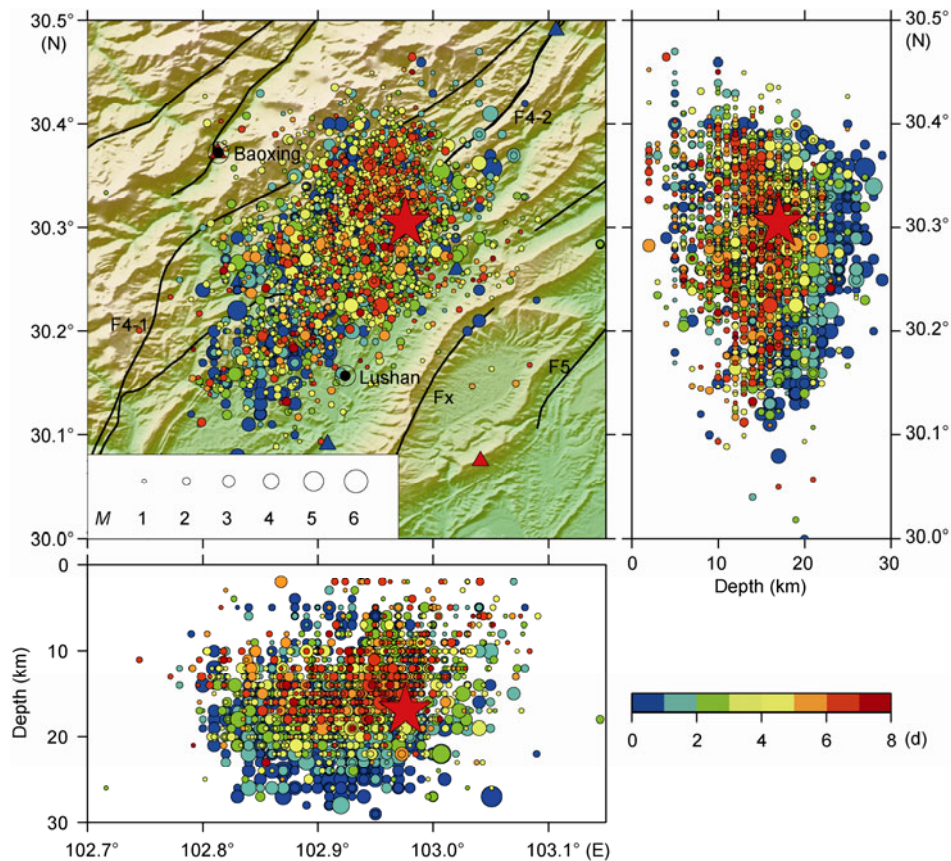 30.5° 30.5°
(N) (N)
F4-2
30.4° 30.4°
Baoxing
30.3° 30.3°
F4-1
30.2° 30.2°
Lushan
Fx
F5
30.1° 30.1°
M 1 2 3 4 5 6
30.0° 30.0°
0 10 20 30
Depth (km)
0
10
20
30
Depth (km)
102.7° 102.8° 102.9° 103.0° 103.1° (E)
0 2 4 6 8 (d)